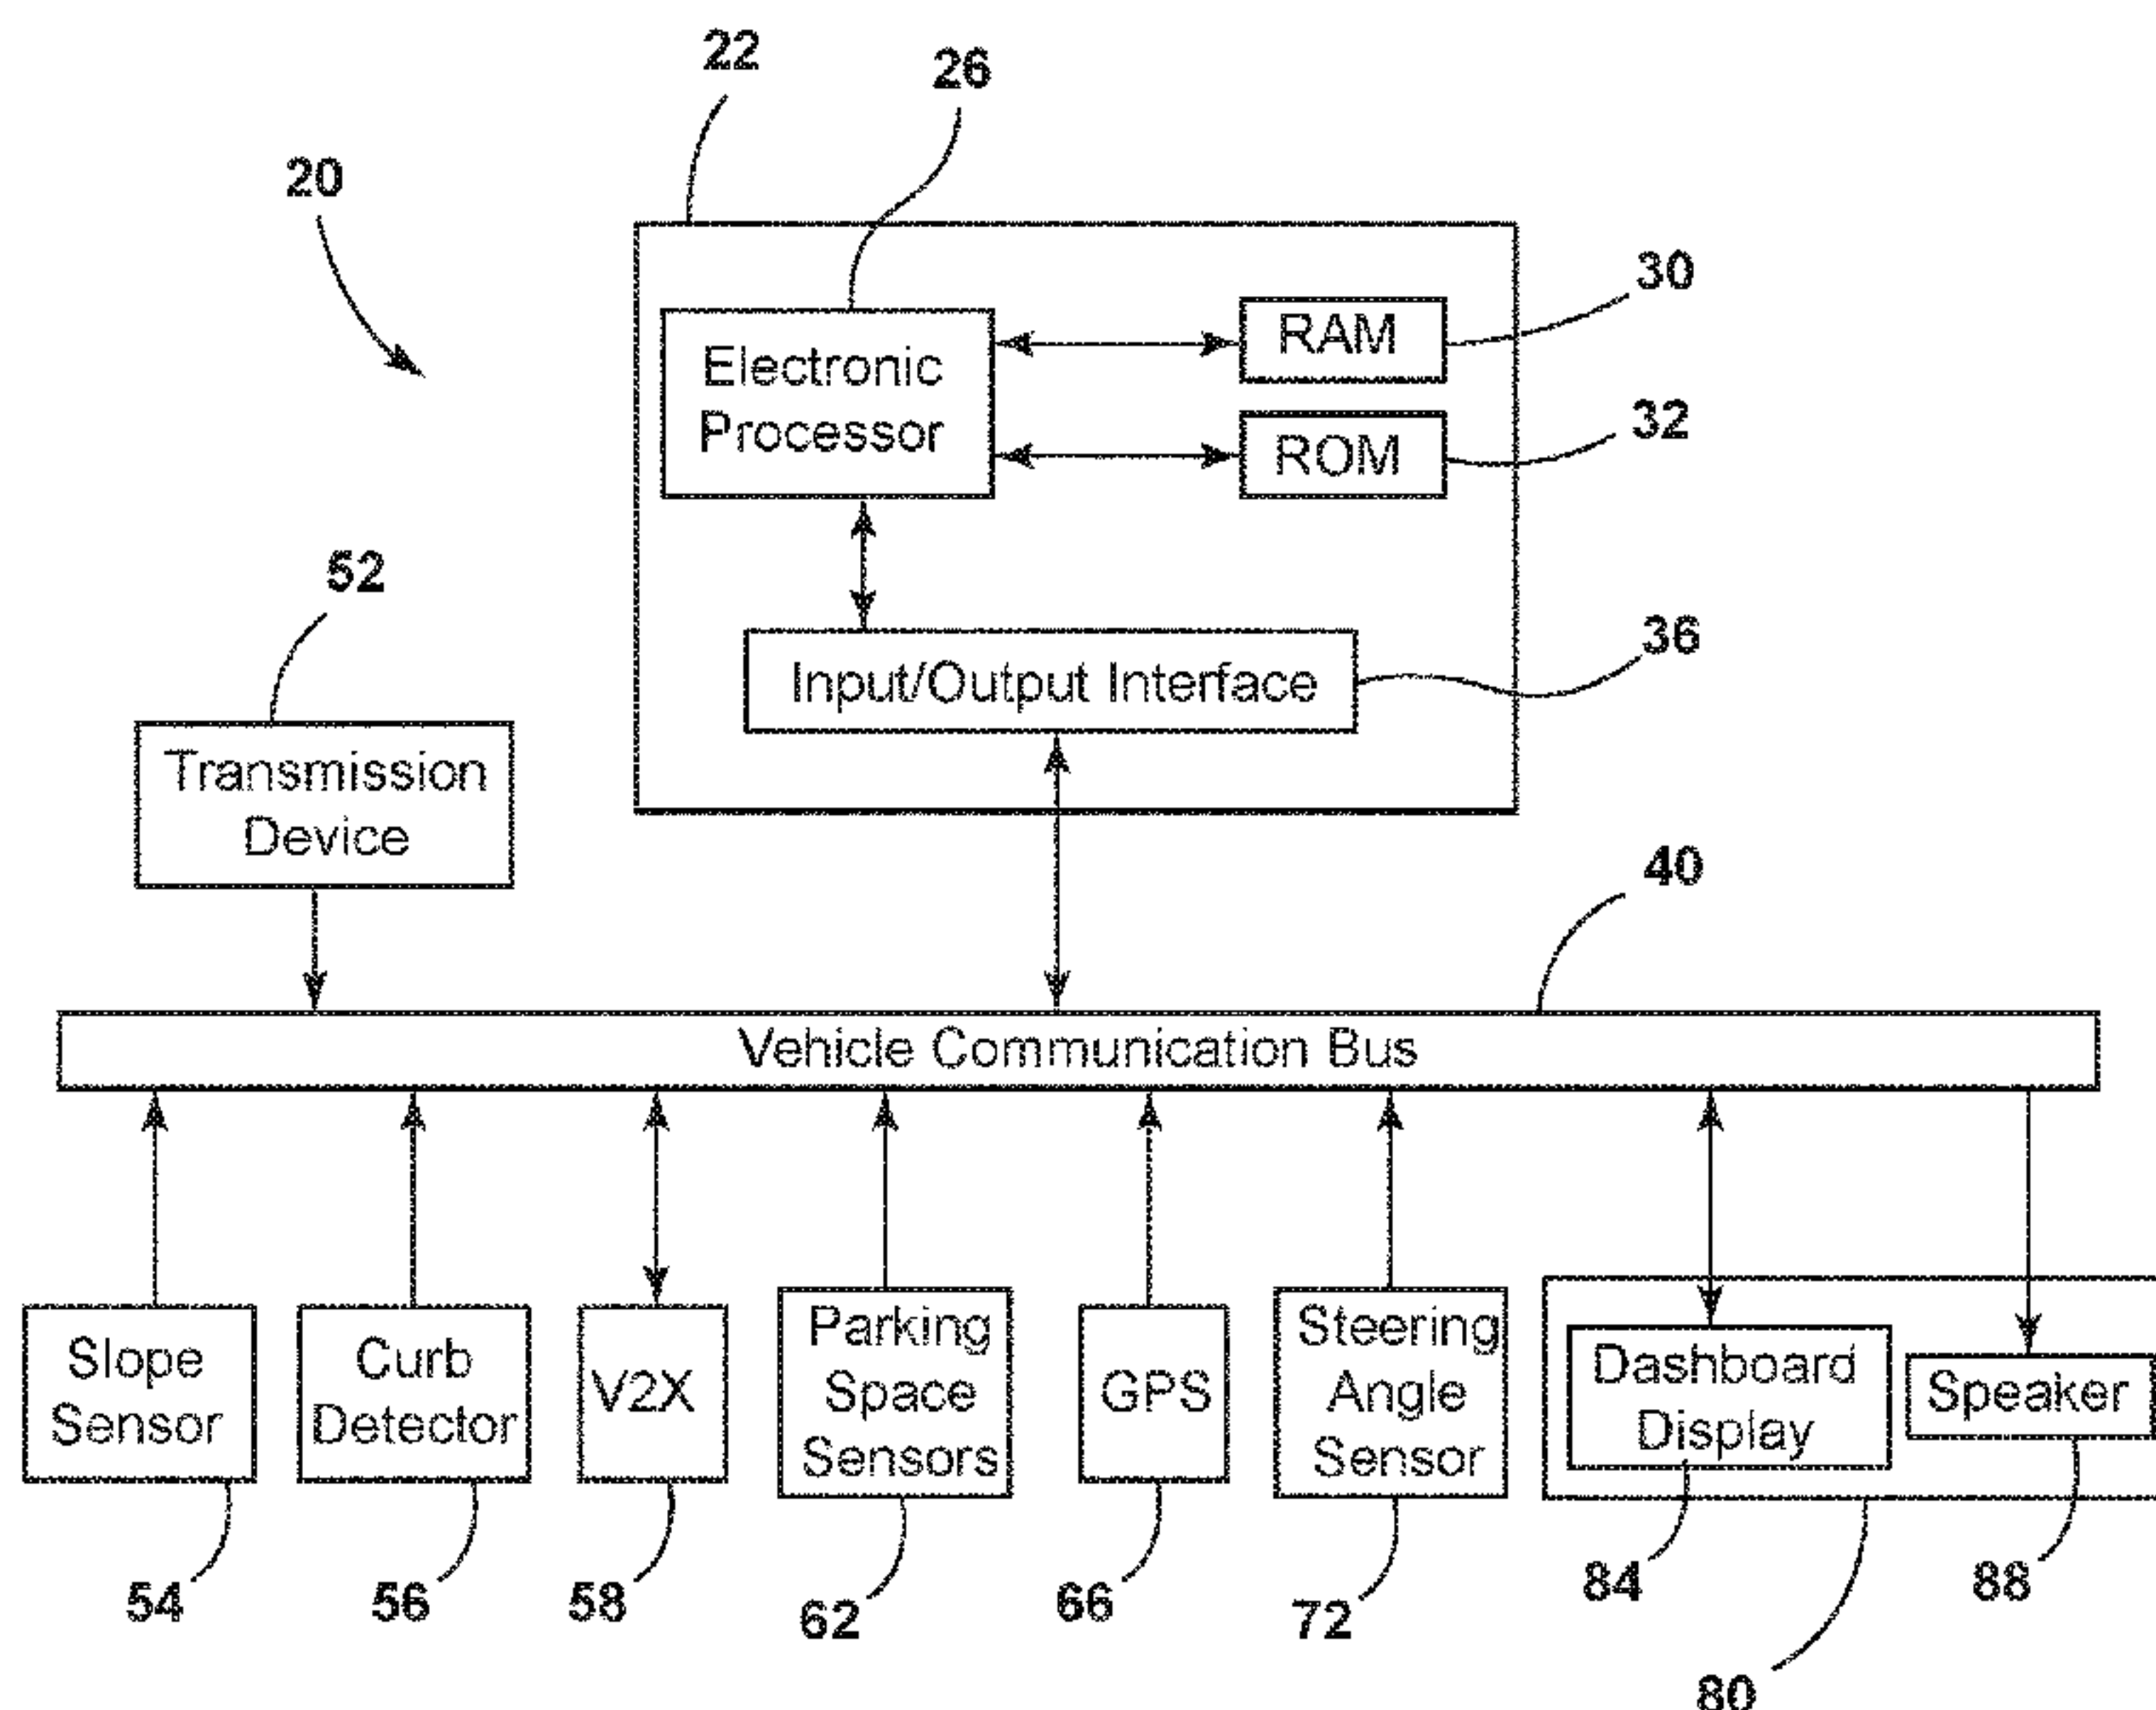 22
26
20
30
Electronic
Processor
RAM
32
ROM
52
36
Input/Output Interface
Transmission
Device
40
Vehicle Communication Bus
Slope
Sensor
Curb
Detector
V2X
Parking
Space
Sensors
GPS
Steering
Angle
Sensor
Dashboard
Display
Speaker
54
56
58
62
66
72
84
88
80